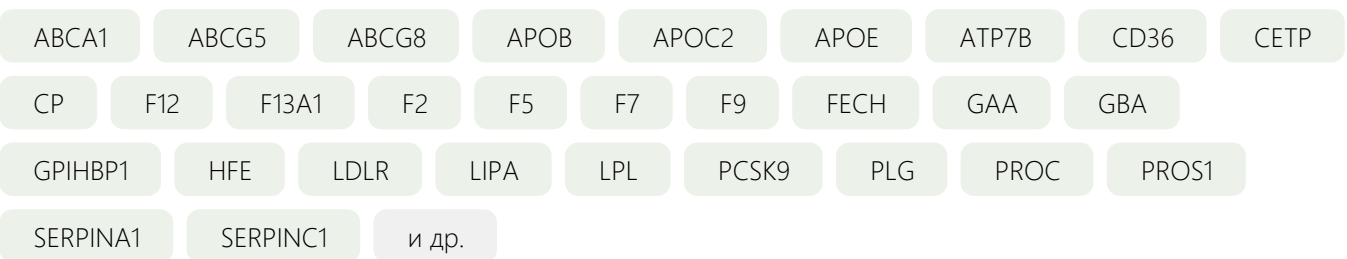 ABCA1 ABCG5 ABCG8 APOB APOC2 APOE ATP7B CD36 CETP
CP F12 F13A1 F2 F5 F7 F9 FECH GAA GBA
GPIHBP1 HFE LDLR LIPA LPL PCSK9 PLG PROC PROS1
SERPINA1 SERPINC1 и др.